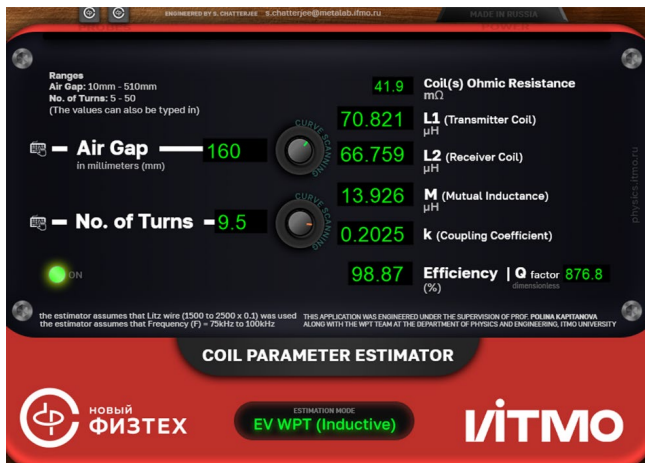 ENGINEERED BY S. CHATTERJEE s.chatterjee@metalab.ifmo.ru
MADE IN RUSSIA
Ranges
Air Gap: 10mm - 510mm
No. of Turns: 5 - 50
(The values can also be typed in)
Air Gap 160
in millimeters (mm)
CURVE SCANNING
No. of Turns 9.5
CURVE SCANNING
ON
41.9 Coil(s) Ohmic Resistance
mΩ
70.821 L1 (Transmitter Coil)
µH
66.759 L2 (Receiver Coil)
µH
13.926 M (Mutual Inductance)
µH
0.2025 k (Coupling Coefficient)
98.87 Efficiency | Q factor 876.8
(%) dimensionless
physics.itmo.ru
the estimator assumes that Litz wire (1500 to 2500 x 0.1) was used
the estimator assumes that Frequency (F) = 75kHz to 100kHz
THIS APPLICATION WAS ENGINEERED UNDER THE SUPERVISION OF PROF. POLINA KAPITANOVA
ALONG WITH THE WPT TEAM AT THE DEPARTMENT OF PHYSICS AND ENGINEERING, ITMO UNIVERSITY
COIL PARAMETER ESTIMATOR
новый
физтех
ESTIMATION MODE
EV WPT (Inductive)
ITMO